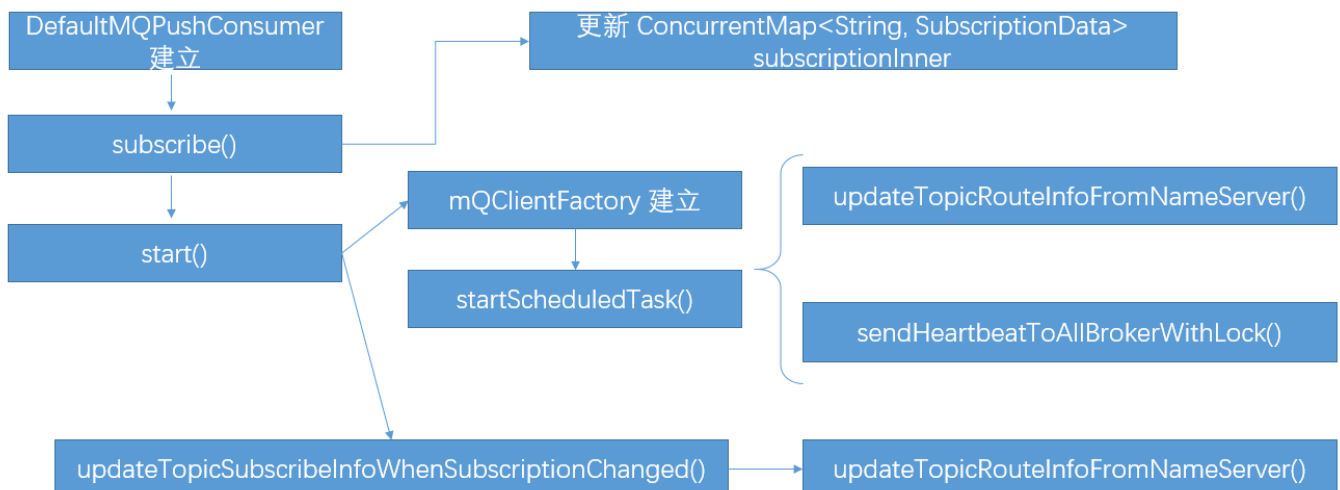 DefaultMQPushConsumer
建立
更新 ConcurrentMap<String, SubscriptionData>
subscriptionInner
subscribe()
mQClientFactory 建立
updateTopicRouteInfoFromNameServer()
start()
startScheduledTask()
sendHeartbeatToAllBrokerWithLock()
updateTopicSubscribeInfoWhenSubscriptionChanged()
updateTopicRouteInfoFromNameServer()